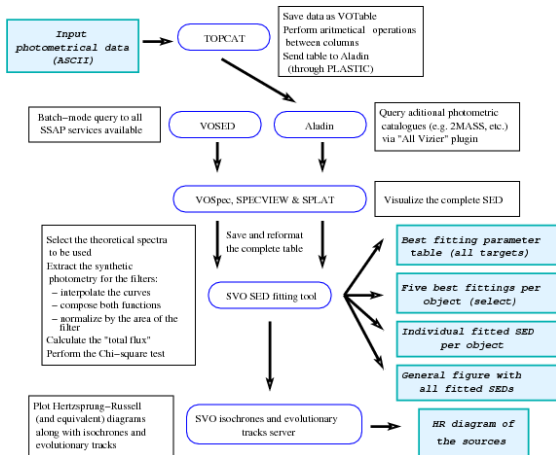 Input
photometrical data
(ASCII)
TOPCAT
Save data us VOTable
Perform aritmetical operations
between columns
Send table to Aladin
(through PLASTIC)
Batch-mode query to all
SSAP services available
VOSED
Aladin
Query aditional photometric
catalogues (e.g. 2MASS, etc.)
via "All Vizier" plugin
VOSpec, SPECVIEW & SPLAT
Visualize the complete SED
Save and reformat
the complete table
Select the theoretical spectra
to be used
Extract the synthetic
photometry for the filters:
- interpolate the curves
- compose both functions
- normalize by the area of the
filter
Calculate the "total flux"
Perform the Chi-square test
SVO SED fitting tool
Best fitting parameter
table (all targets)
Five best fittings per
object (select)
Individual fitted SED
per object
General figure with
all fitted SEDs
Plot Hertzsprung-Russell
(and equivalent) diagrams
along with isochrones and
evolutionary tracks
SVO isochrones and evolutionary
tracks server
HR diagram of
the sources